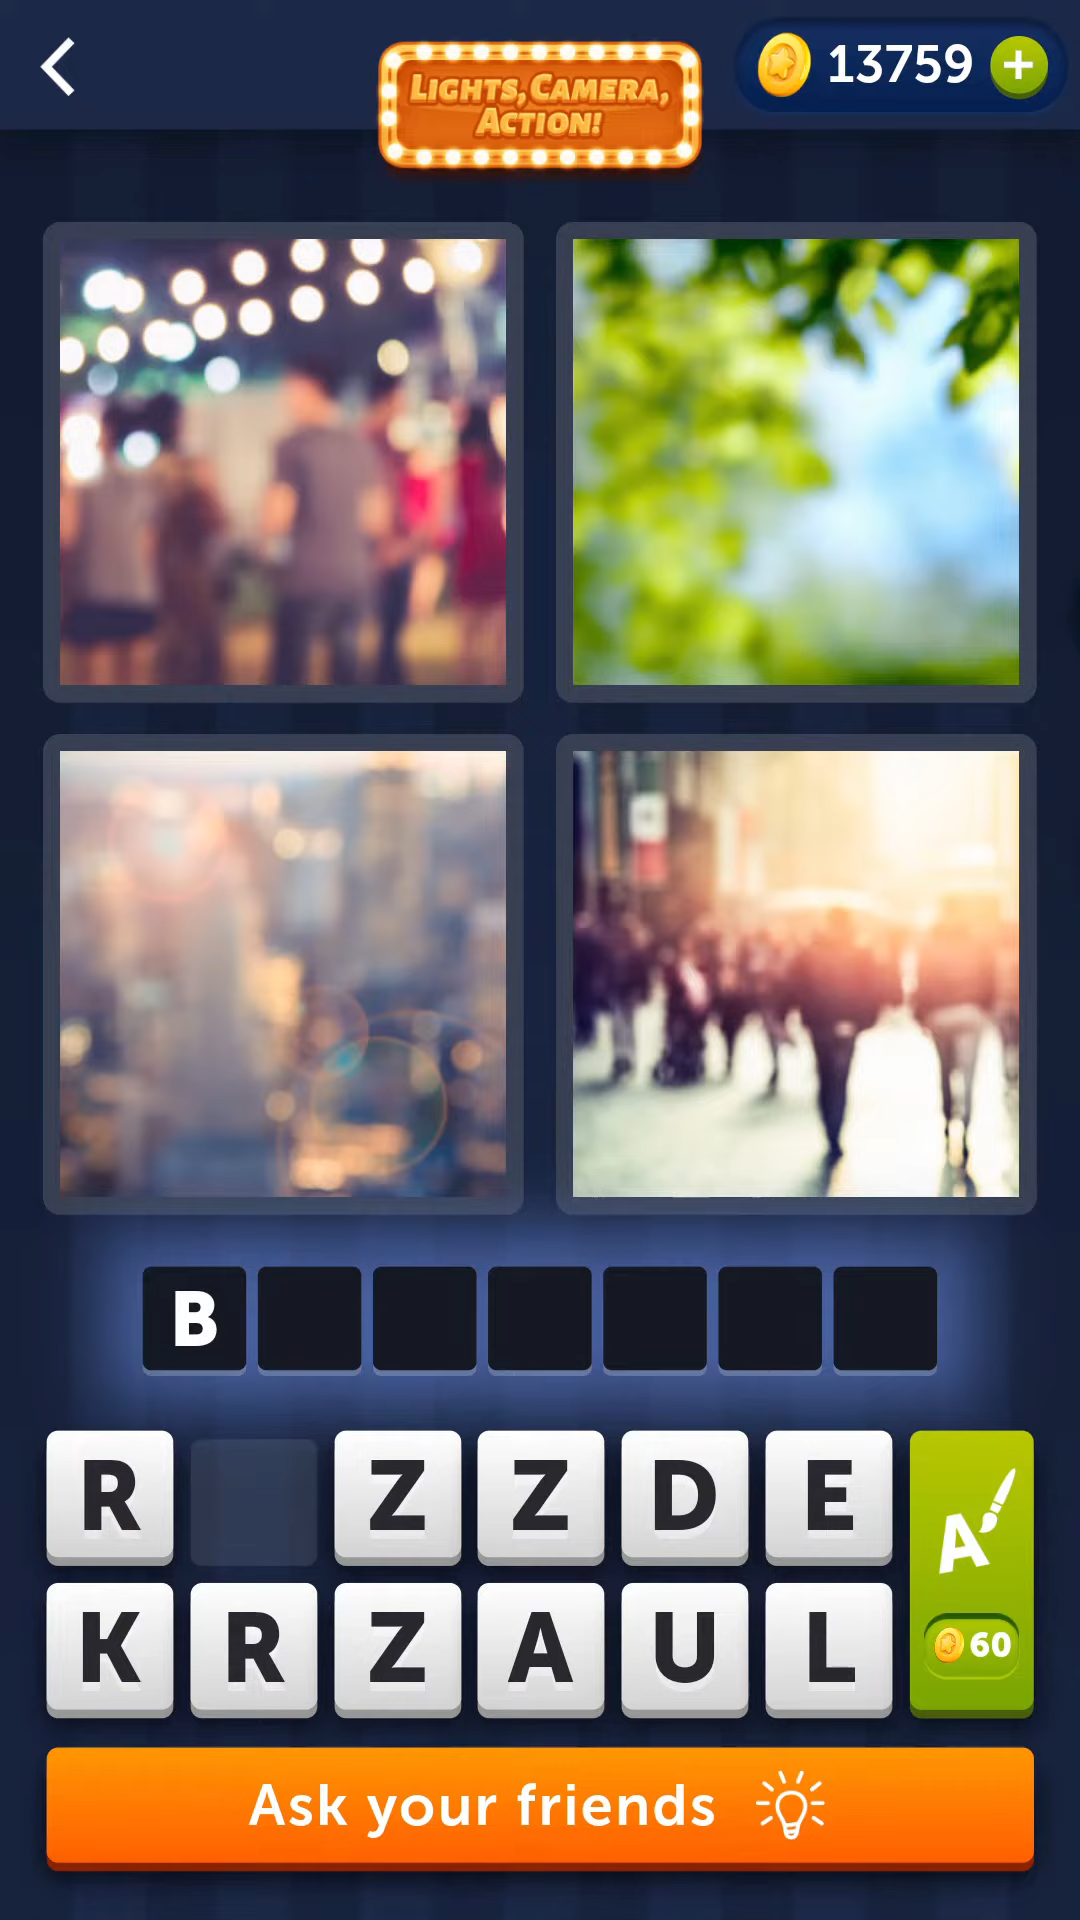 LIGHTS, CAMERA,
ACTION!
13759
B
R Z Z D E
K R Z A U L
A
60
Ask your friends